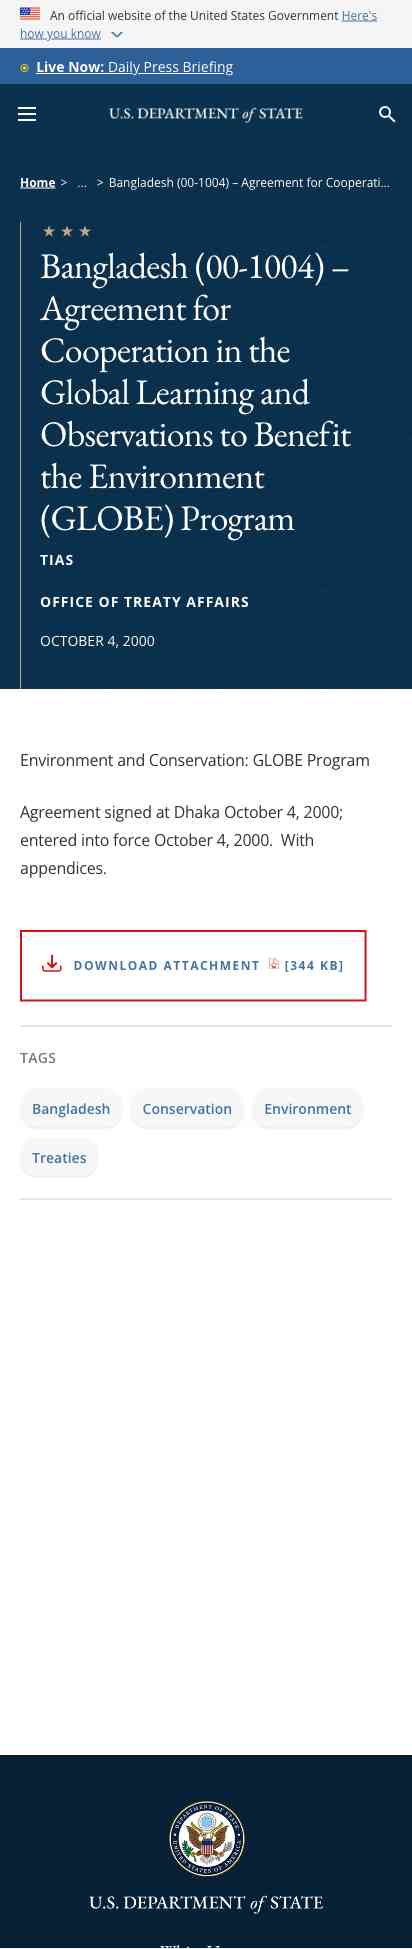 An official website of the United States Government Here's
how you know
Live Now: Daily Press Briefing
U.S. DEPARTMENT of STATE
Home > ... > Bangladesh (00-1004) – Agreement for Cooperati...
Bangladesh (00-1004) –
Agreement for
Cooperation in the
Global Learning and
Observations to Benefit
the Environment
(GLOBE) Program
TIAS
OFFICE OF TREATY AFFAIRS
OCTOBER 4, 2000
Environment and Conservation: GLOBE Program
Agreement signed at Dhaka October 4, 2000;
entered into force October 4, 2000.  With
appendices.
DOWNLOAD ATTACHMENT [344 KB]
TAGS
Bangladesh Conservation Environment
Treaties
DEPARTMENT OF STATE
UNITED STATES OF AMERICA
U.S. DEPARTMENT of STATE